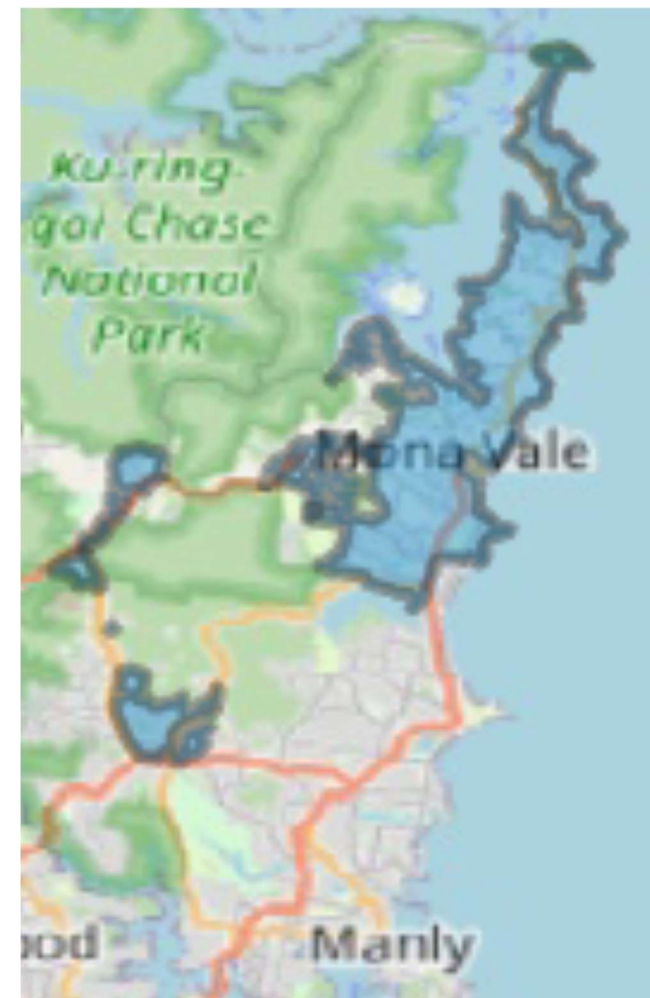 Ku-ring-
gai Chase
National
Park
Mona Vale
ood
Manly